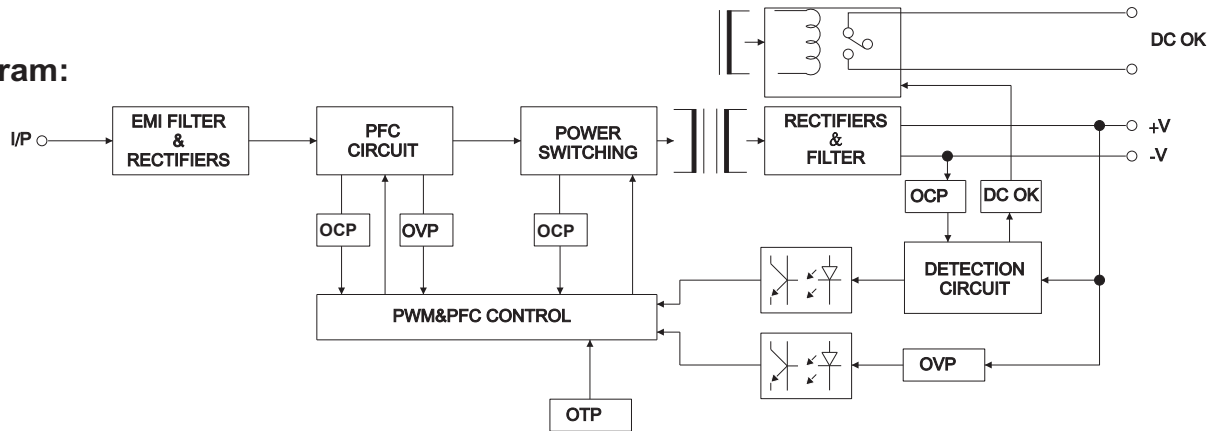 ram:
DC OK
I/P
EMI FILTER
&
RECTIFIERS
PFC
CIRCUIT
POWER
SWITCHING
RECTIFIERS
&
FILTER
+V
-V
OCP
OVP
OCP
OCP
DC OK
DETECTION
CIRCUIT
PWM&PFC CONTROL
OVP
OTP